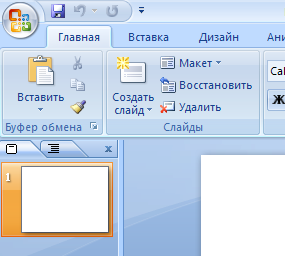 Главная Вставка Дизайн Ани
Вставить
Создать слайд
Макет
Восстановить
Удалить
Cal
Ж
Буфер обмена
Слайды
1